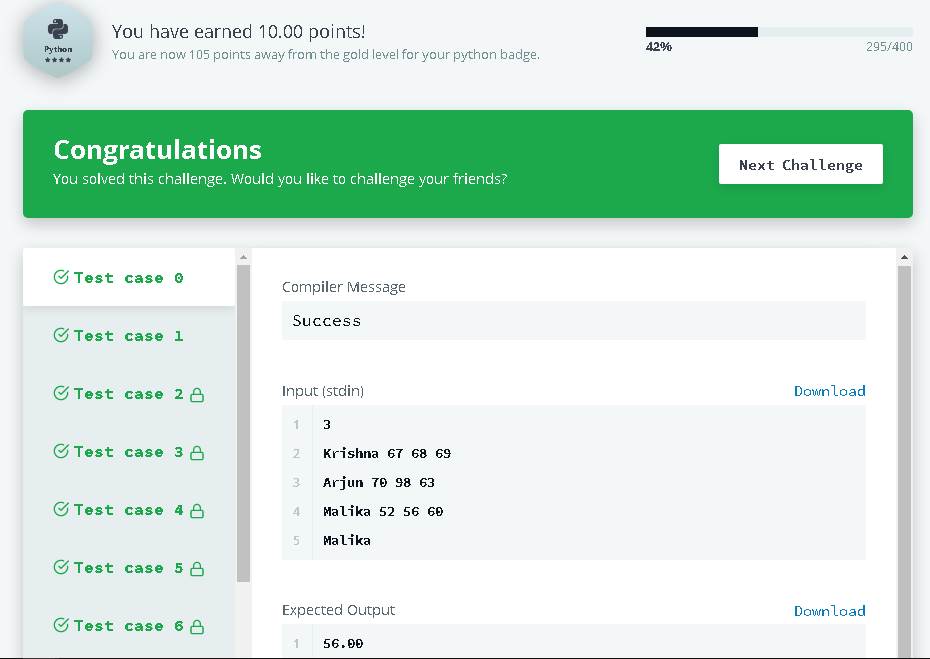 You have earned 10.00 points!
Python
You are now 105 points away from the gold level for your python badge.
42%
295/400
Congratulations
You solved this challenge. Would you like to challenge your friends?
Next Challenge
Test case 0
Test case 1
Test case 2
Test case 3
Test case 4
Test case 5
Test case 6
Compiler Message
Success
Input (stdin)
Download
1 3
2 Krishna 67 68 69
3 Arjun 70 98 63
4 Malika 52 56 60
5 Malika
Expected Output
Download
1 56.00